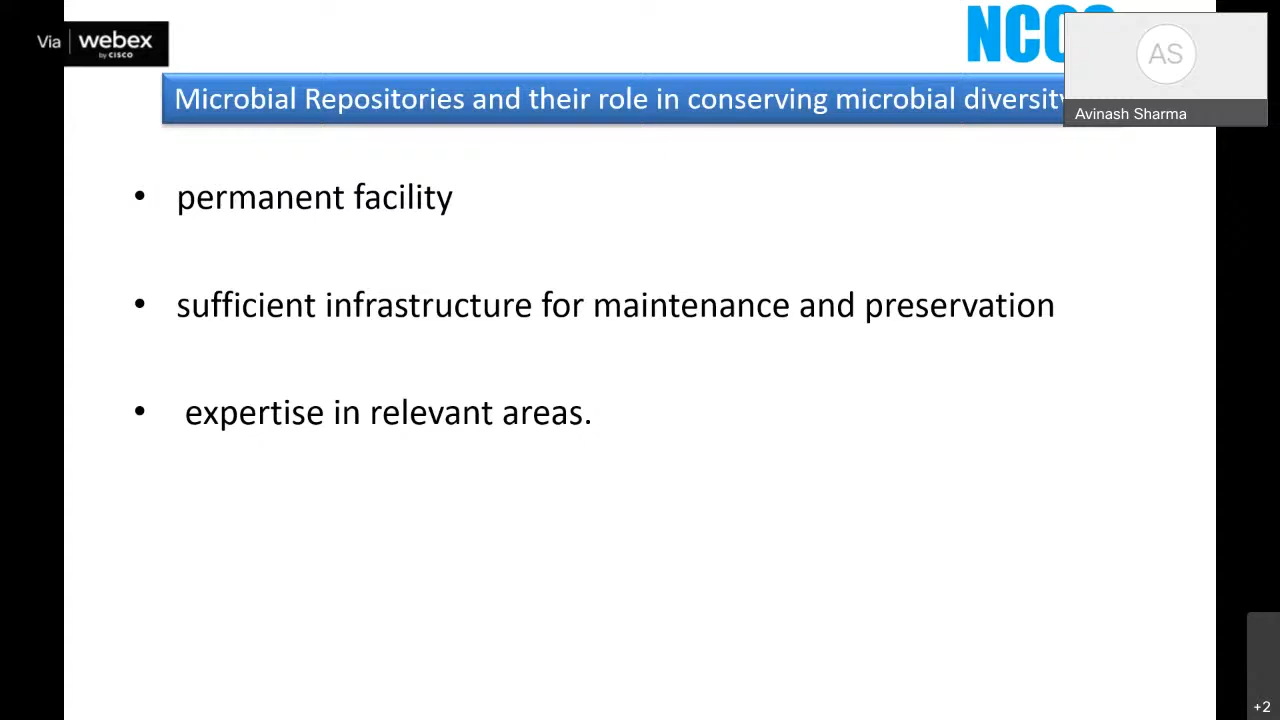 Via webex
by CISCO
NCC
AS
Microbial Repositories and their role in conserving microbial diversity
Avinash Sharma
• permanent facility
• sufficient infrastructure for maintenance and preservation
• expertise in relevant areas.
+2